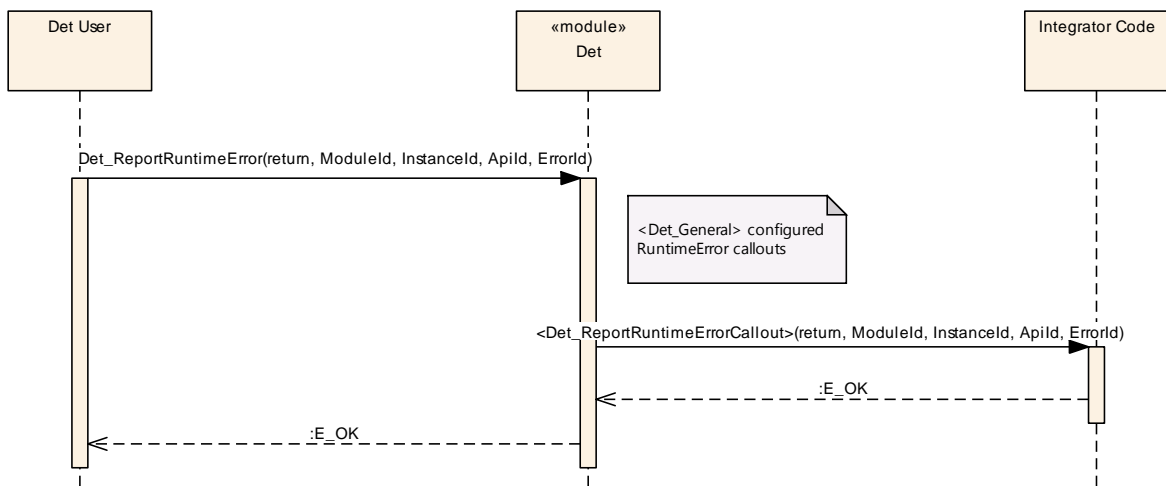 Det User
«module»
Det
Integrator Code
Det_ReportRuntimeError(return, ModuleId, InstanceId, ApiId, ErrorId)
<Det_General> configured
RuntimeError callouts
<Det_ReportRuntimeErrorCallout>(return, ModuleId, InstanceId, ApiId, ErrorId)
:E_OK
:E_OK